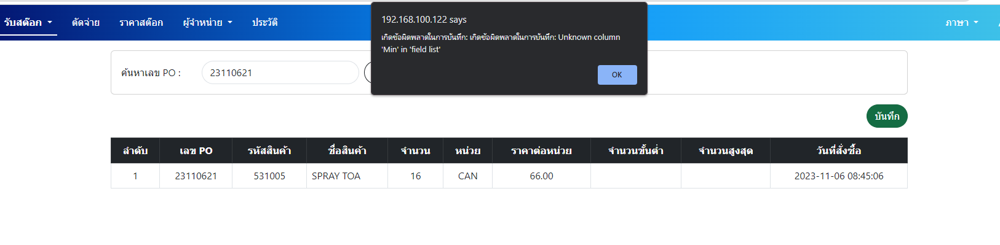 รับสต๊อก ตัดจ่าย ราคาสต๊อก ผู้จำหน่าย ประวัติ ภาษา
192.168.100.122 says
เกิดข้อผิดพลาดในการบันทึก: เกิดข้อผิดพลาดในการบันทึก: Unknown column
'Min' in 'field list'
OK
ค้นหาเลข PO : 23110621
บันทึก
ลำดับ เลข PO รหัสสินค้า ชื่อสินค้า จำนวน หน่วย ราคาต่อหน่วย จำนวนขั้นต่ำ จำนวนสูงสุด วันที่สั่งซื้อ
1 23110621 531005 SPRAY TOA 16 CAN 66.00 2023-11-06 08:45:06